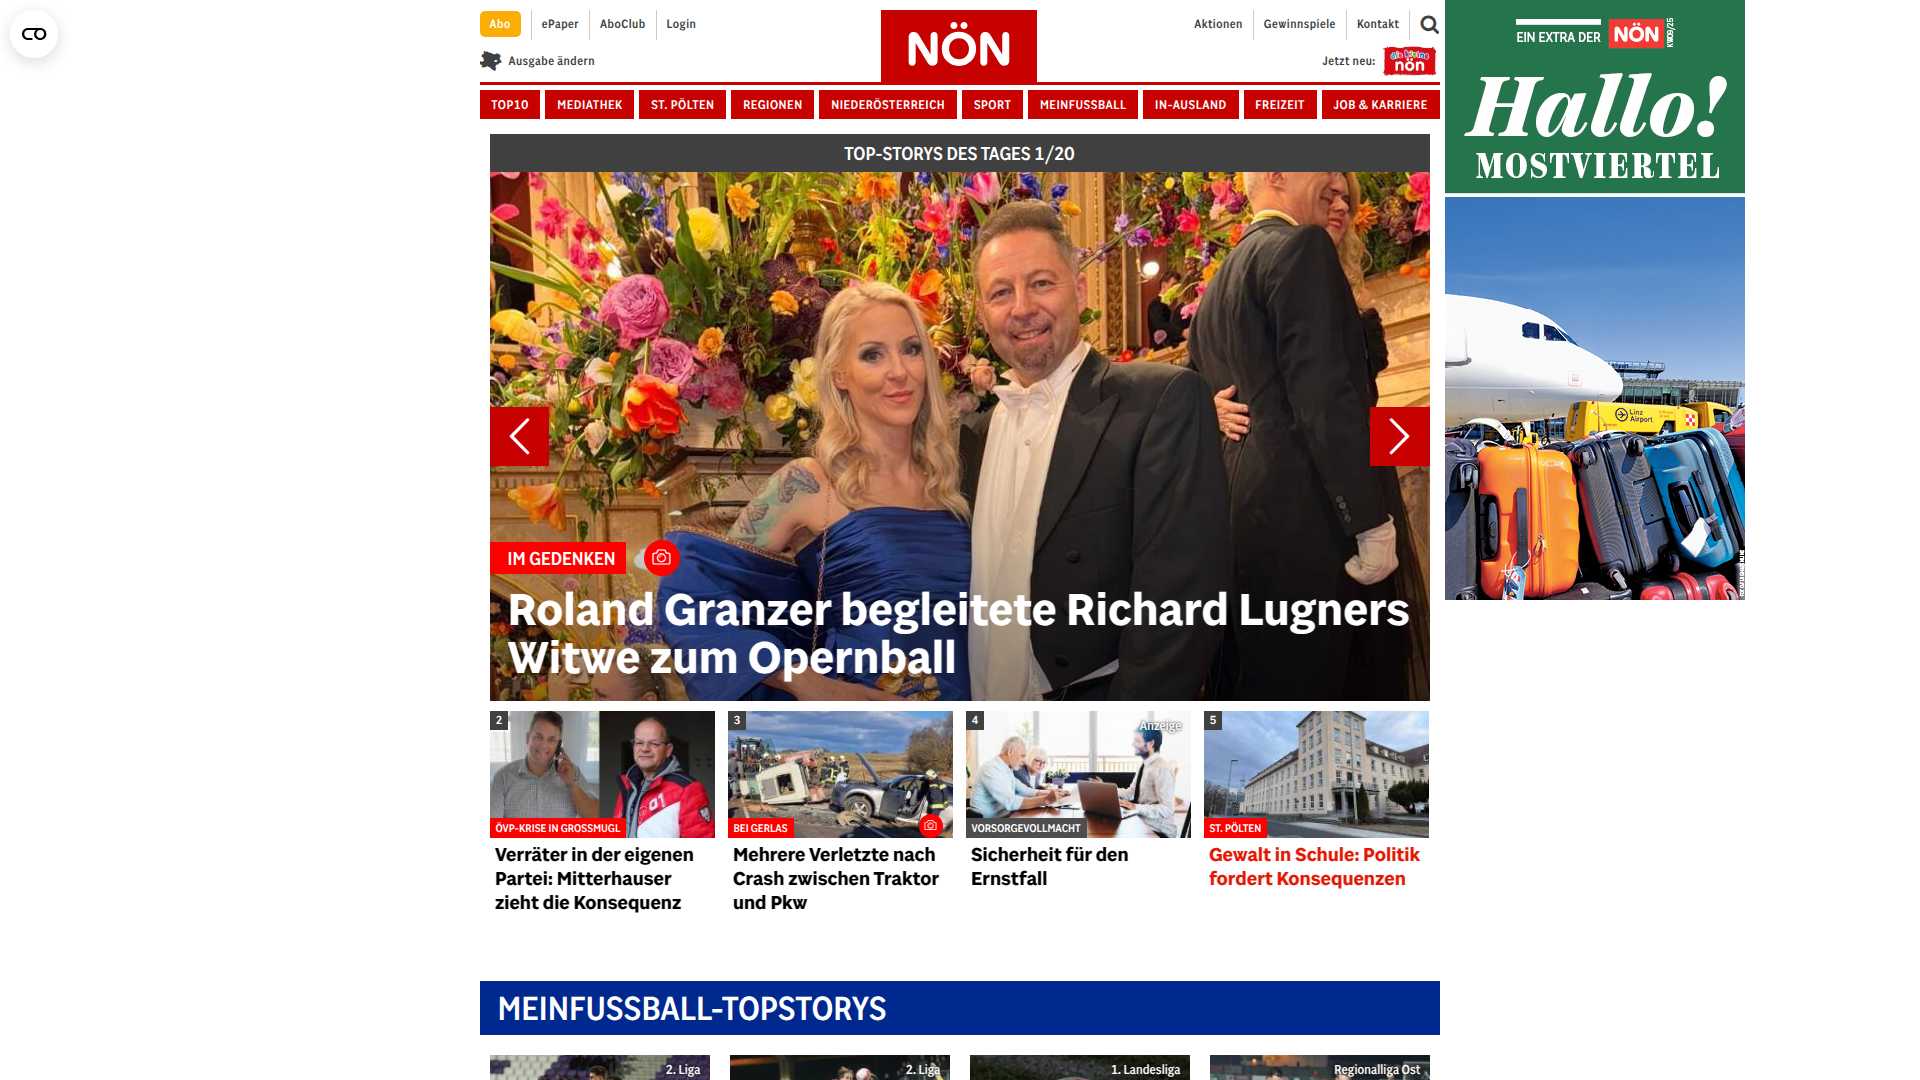 Abo
ePaper
AboClub
Login
NÖN
Aktionen
Gewinnspiele
Kontakt
Ausgabe ändern
Jetzt neu:
die kleine
nön
TOP10
MEDIATHEK
ST. PÖLTEN
REGIONEN
NIEDERÖSTERREICH
SPORT
MEINFUSSBALL
IN-AUSLAND
FREIZEIT
JOB & KARRIERE
EIN EXTRA DER NÖN
KW09/25
Hallo!
MOSTVIERTEL
Linz
Airport
TOP-STORYS DES TAGES 1/20
IM GEDENKEN
Roland Granzer begleitete Richard Lugners
Witwe zum Opernball
2
ÖVP-KRISE IN GROSSMUGL
Verräter in der eigenen
Partei: Mitterhauser
zieht die Konsequenz
3
BEI GERLAS
Mehrere Verletzte nach
Crash zwischen Traktor
und Pkw
4
Anzeige
VORSORGEVOLLMACHT
Sicherheit für den
Ernstfall
5
ST. PÖLTEN
Gewalt in Schule: Politik
fordert Konsequenzen
MEINFUSSBALL-TOPSTORYS
2. Liga
2. Liga
1. Landesliga
Regionalliga Ost